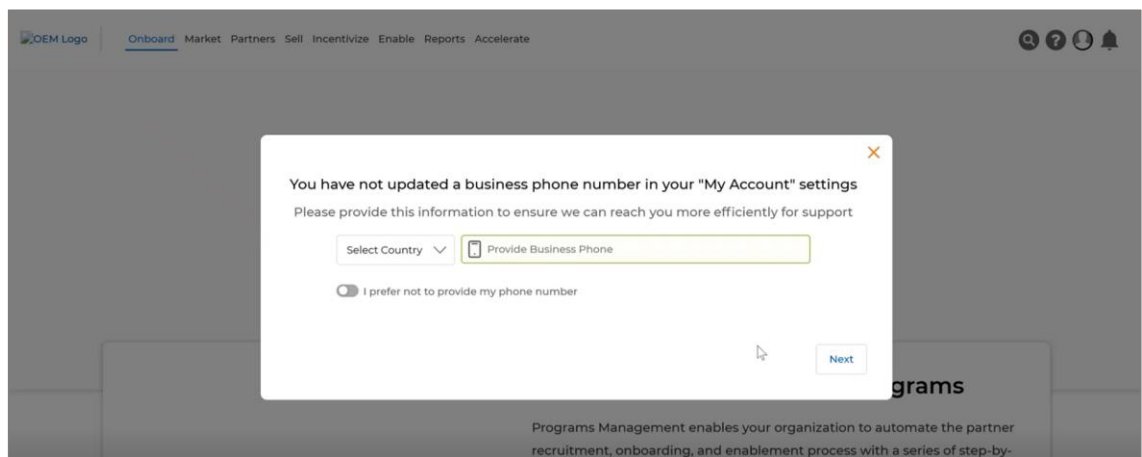 OEM Logo
Onboard Market Partners Sell Incentivize Enable Reports Accelerate
You have not updated a business phone number in your "My Account" settings
Please provide this information to ensure we can reach you more efficiently for support
Select Country
Provide Business Phone
I prefer not to provide my phone number
Next
grams
Programs Management enables your organization to automate the partner
recruitment, onboarding, and enablement process with a series of step-by-